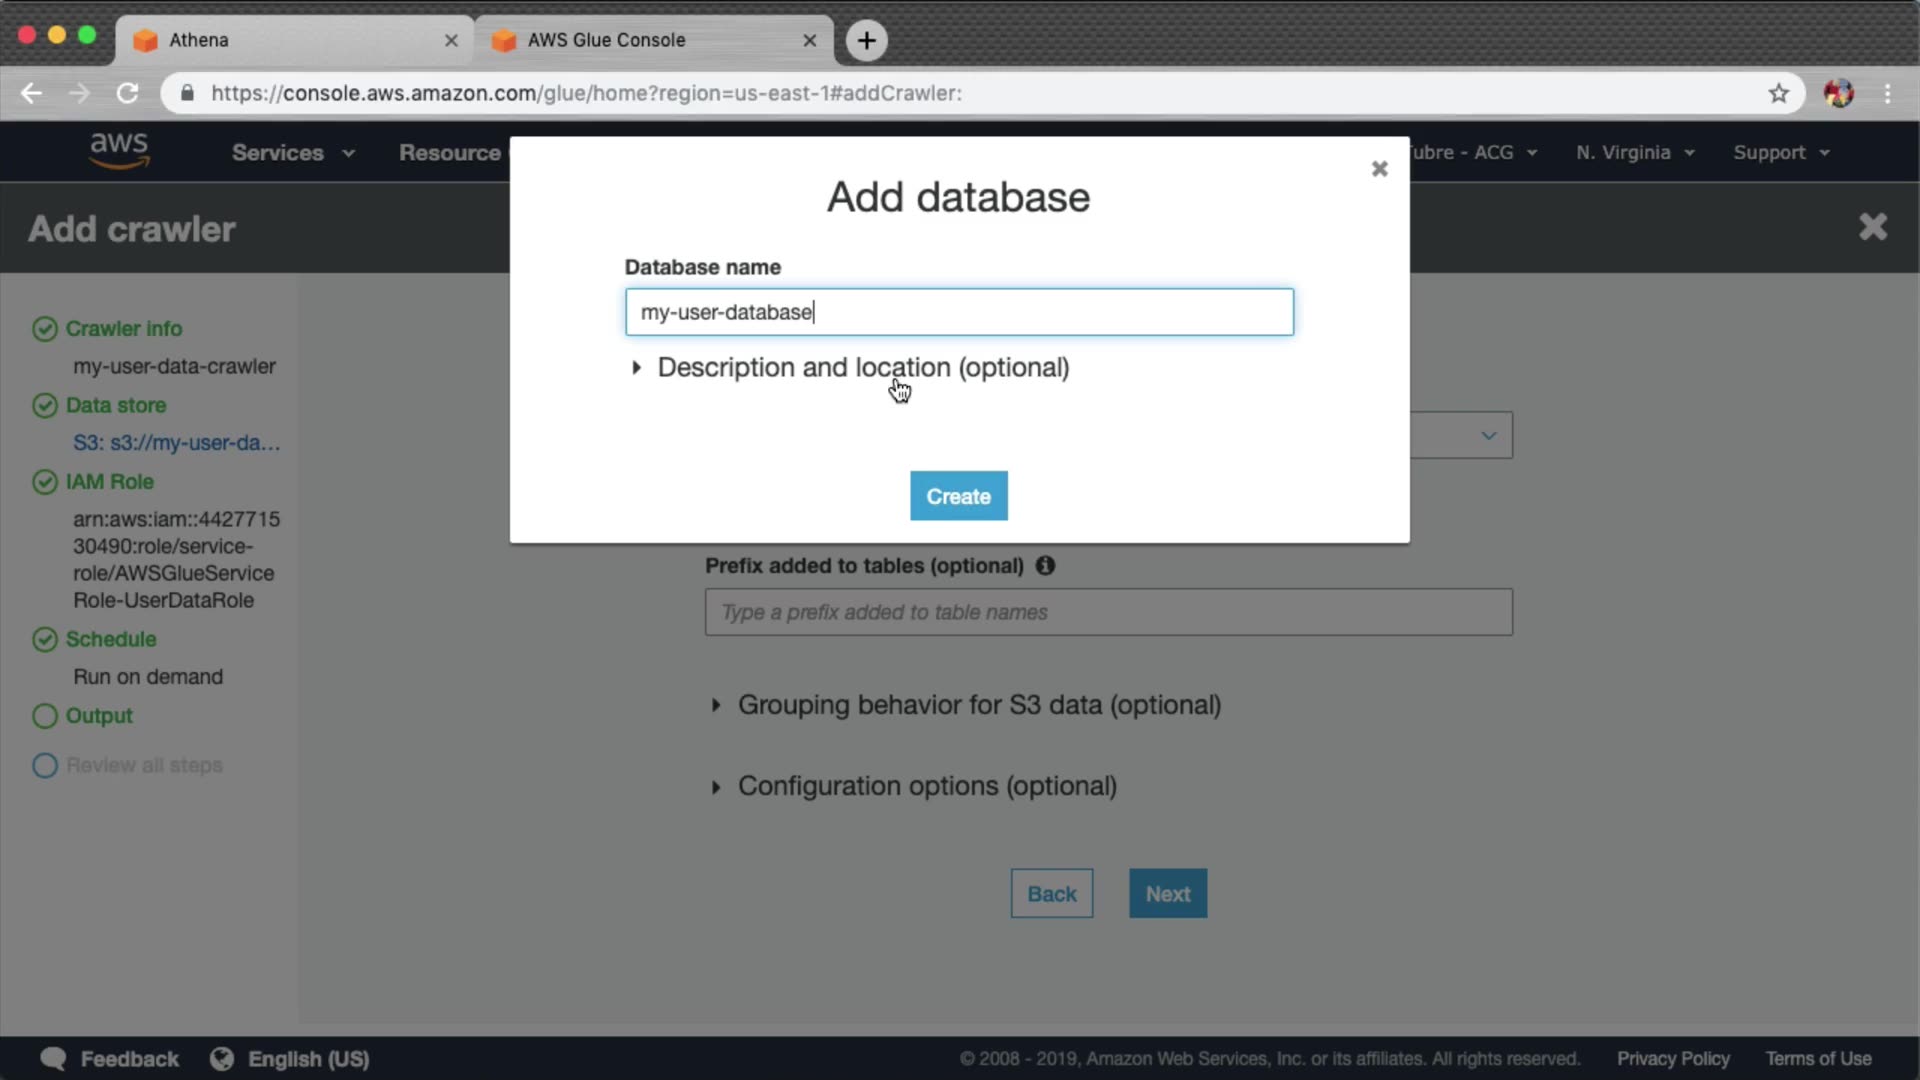 Athena
AWS Glue Console
https://console.aws.amazon.com/glue/home?region=us-east-1#addCrawler:
aws
Services
Resource
ubre - ACG
N. Virginia
Support
Add crawler
Add database
Database name
my-user-database
Description and location (optional)
Create
Crawler info
my-user-data-crawler
Data store
S3: s3://my-user-da...
IAM Role
arn:aws:iam::4427715
30490:role/service-
role/AWSGlueService
Role-UserDataRole
Schedule
Run on demand
Output
Review all steps
Prefix added to tables (optional)
Type a prefix added to table names
Grouping behavior for S3 data (optional)
Configuration options (optional)
Back
Next
Feedback
English (US)
© 2008 - 2019, Amazon Web Services, Inc. or its affiliates. All rights reserved.
Privacy Policy
Terms of Use